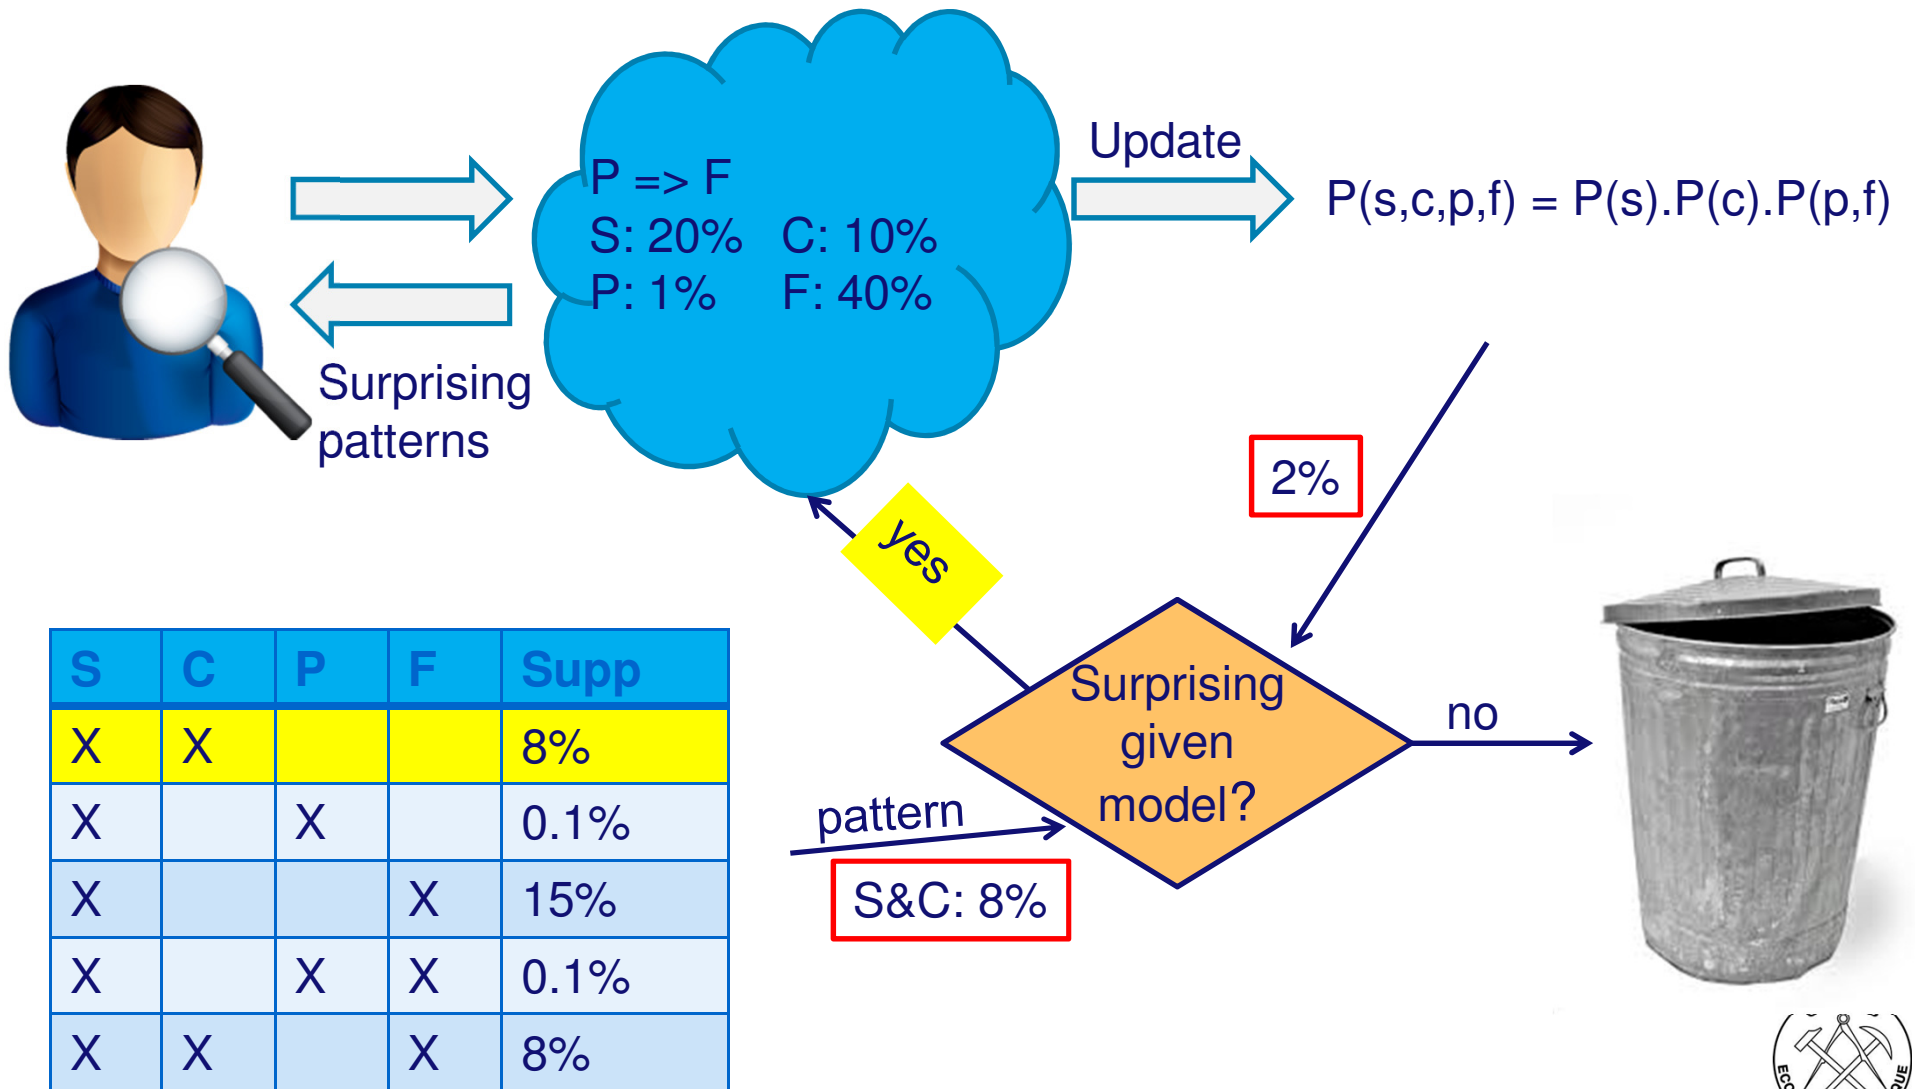 P => F
S: 20% C: 10%
P: 1% F: 40%
Update
P(s,c,p,f) = P(s).P(c).P(p,f)
Surprising
patterns
2%
yes
Surprising
given
model?
no
pattern
S&C: 8%
S C P F Supp
X X 8%
X X 0.1%
X X 15%
X X X 0.1%
X X X 8%